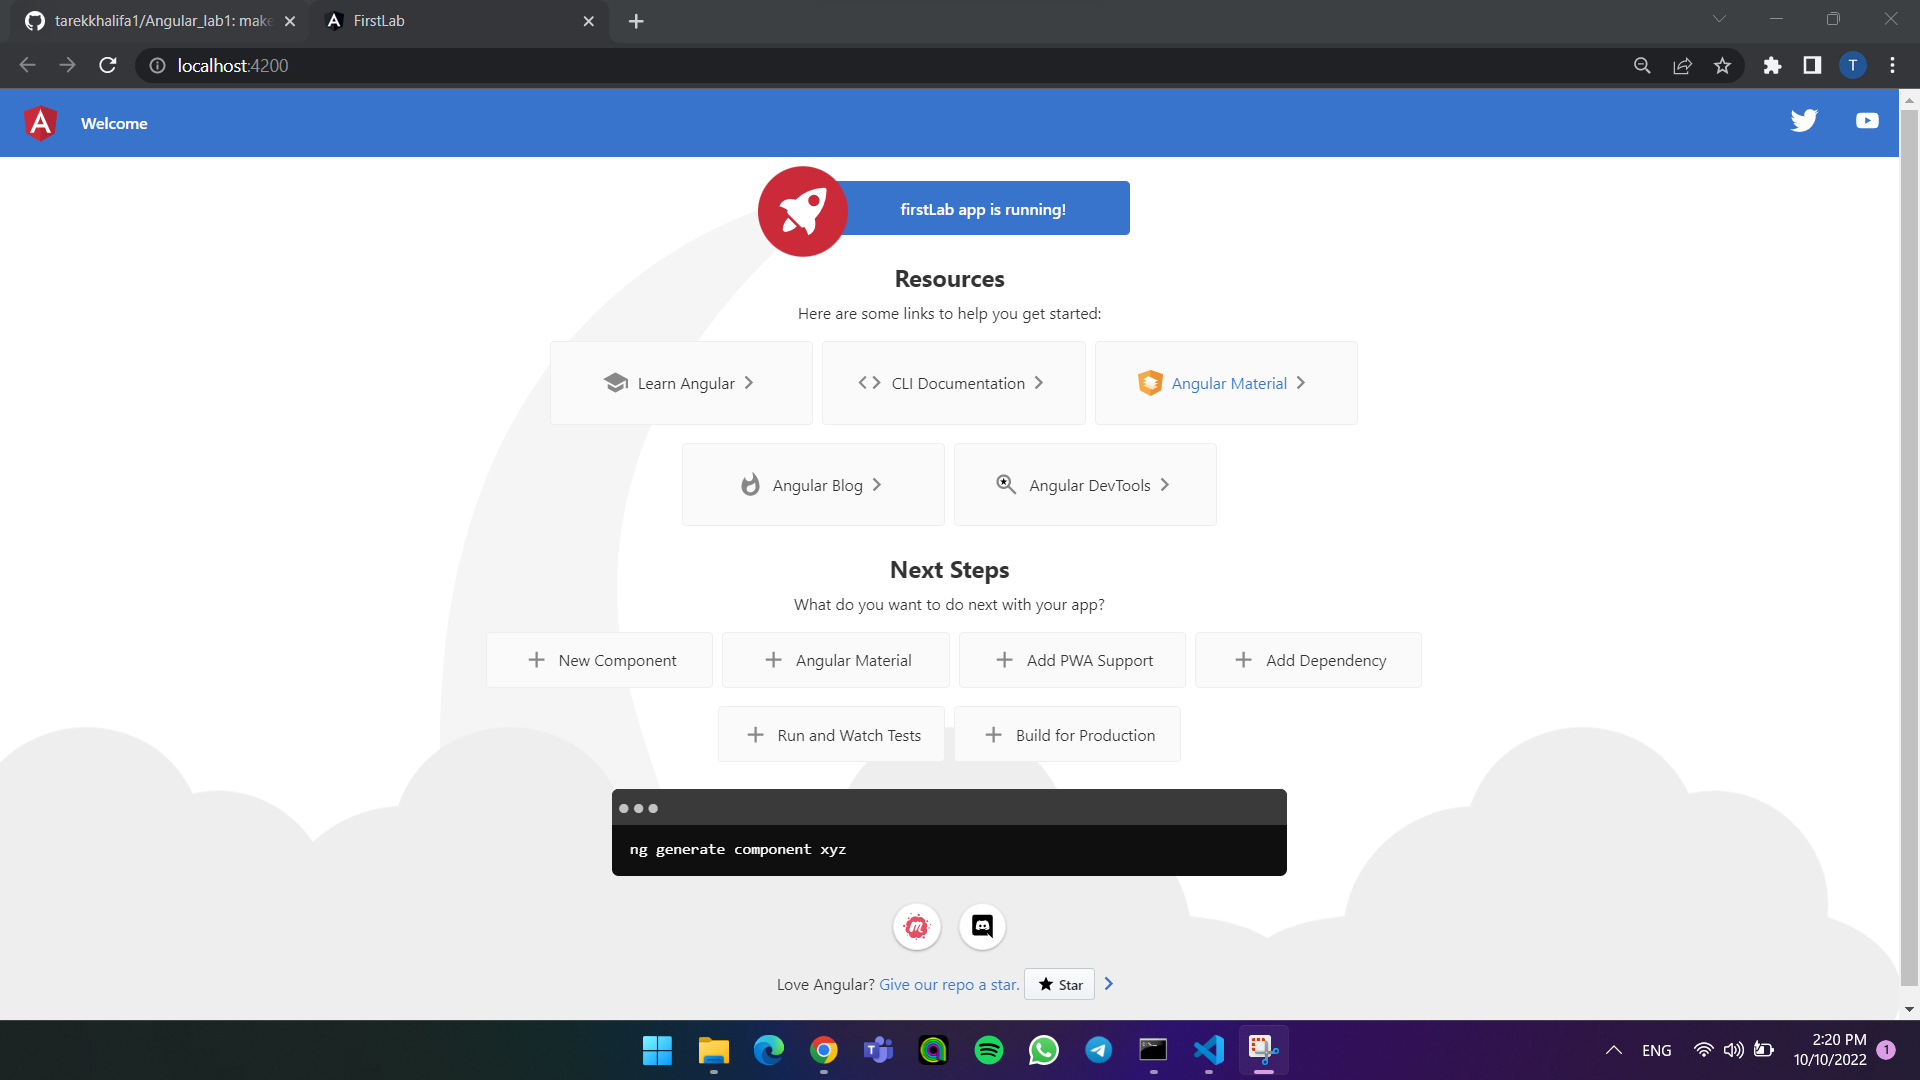 tarekkhalifa1/Angular_lab1: make
FirstLab
localhost:4200
T
Welcome
firstLab app is running!
Resources
Here are some links to help you get started:
Learn Angular
CLI Documentation
Angular Material
Angular Blog
Angular DevTools
Next Steps
What do you want to do next with your app?
New Component
Angular Material
Add PWA Support
Add Dependency
Run and Watch Tests
Build for Production
ng generate component xyz
Love Angular? Give our repo a star. Star
ENG
2:20 PM
10/10/2022
1